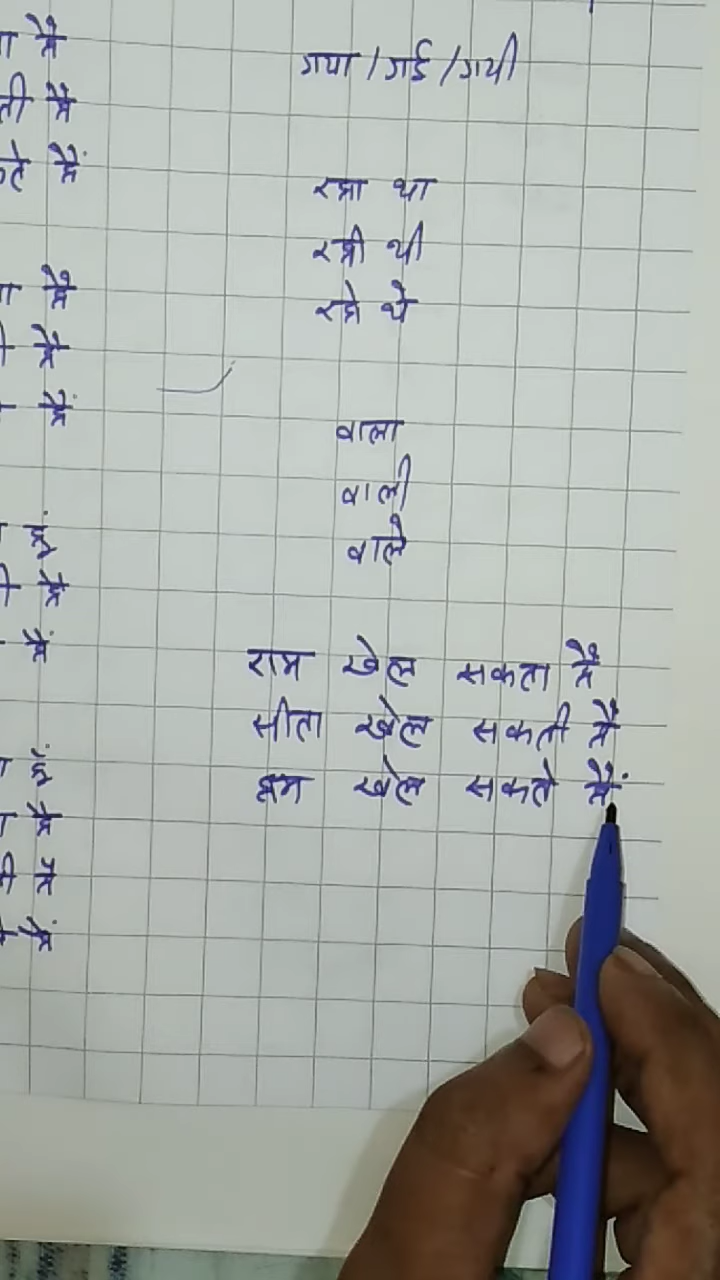 ा है
ती है
ते हैं
गया / गई / गयी
रहा था
रही थी
रहे थे
ा है
ी है
हैं
वाला
वाली
वाले
ा हूं
ी है
हैं
राम खेल सकता है
सीता खेल सकती है
हम खेल सकते हैं
ा हूं
ा है
ी है
हैं